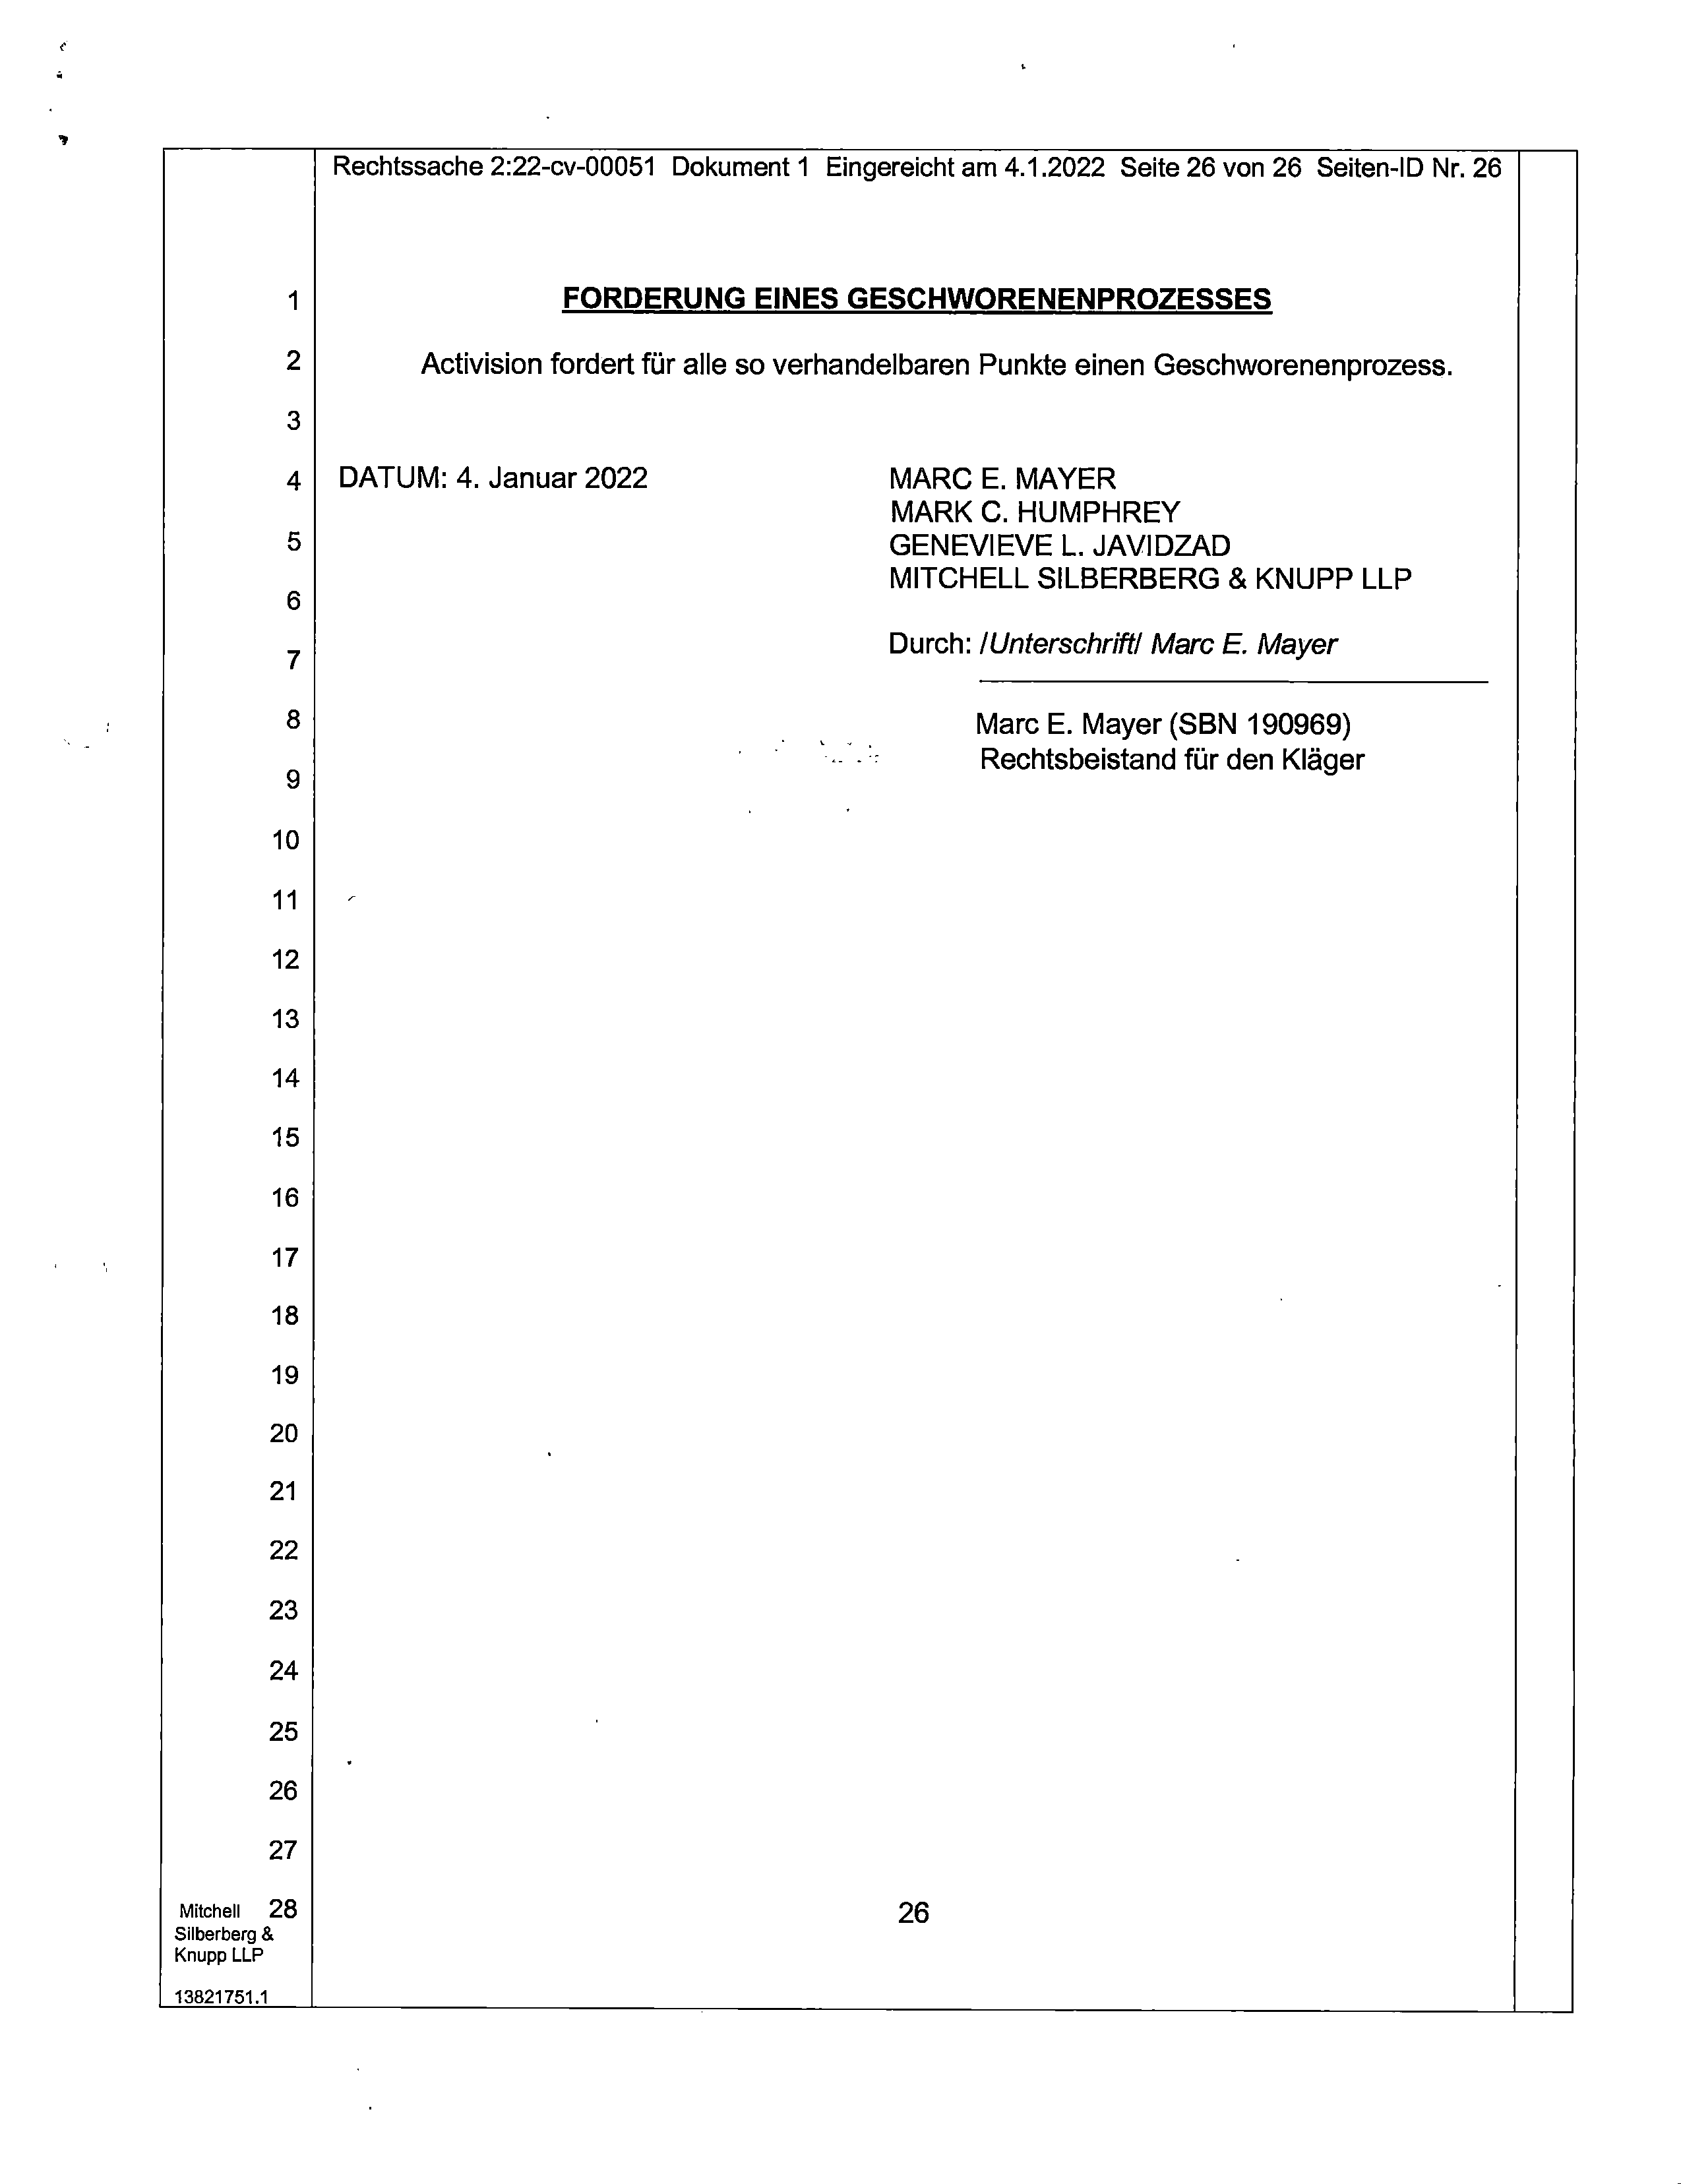 Rechtssache 2:22-cv-00051 Dokument 1 Eingereicht am 4.1.2022 Seite 26 von 26 Seiten-ID Nr. 26
1 FORDERUNG EINES GESCHWORENENPROZESSES
2 Activision fordert für alle so verhandelbaren Punkte einen Geschworenenprozess.
3
4 DATUM: 4. Januar 2022 MARC E. MAYER
MARK C. HUMPHREY
5 GENEVIEVE L. JAVIDZAD
MITCHELL SILBERBERG & KNUPP LLP
6
Durch: /Unterschrift/ Marc E. Mayer
7
8 Marc E. Mayer (SBN 190969)
Rechtsbeistand für den Kläger
9
10
11
12
13
14
15
16
17
18
19
20
21
22
23
24
25
26
27
Mitchell 28 26
Silberberg &
Knupp LLP
13821751.1